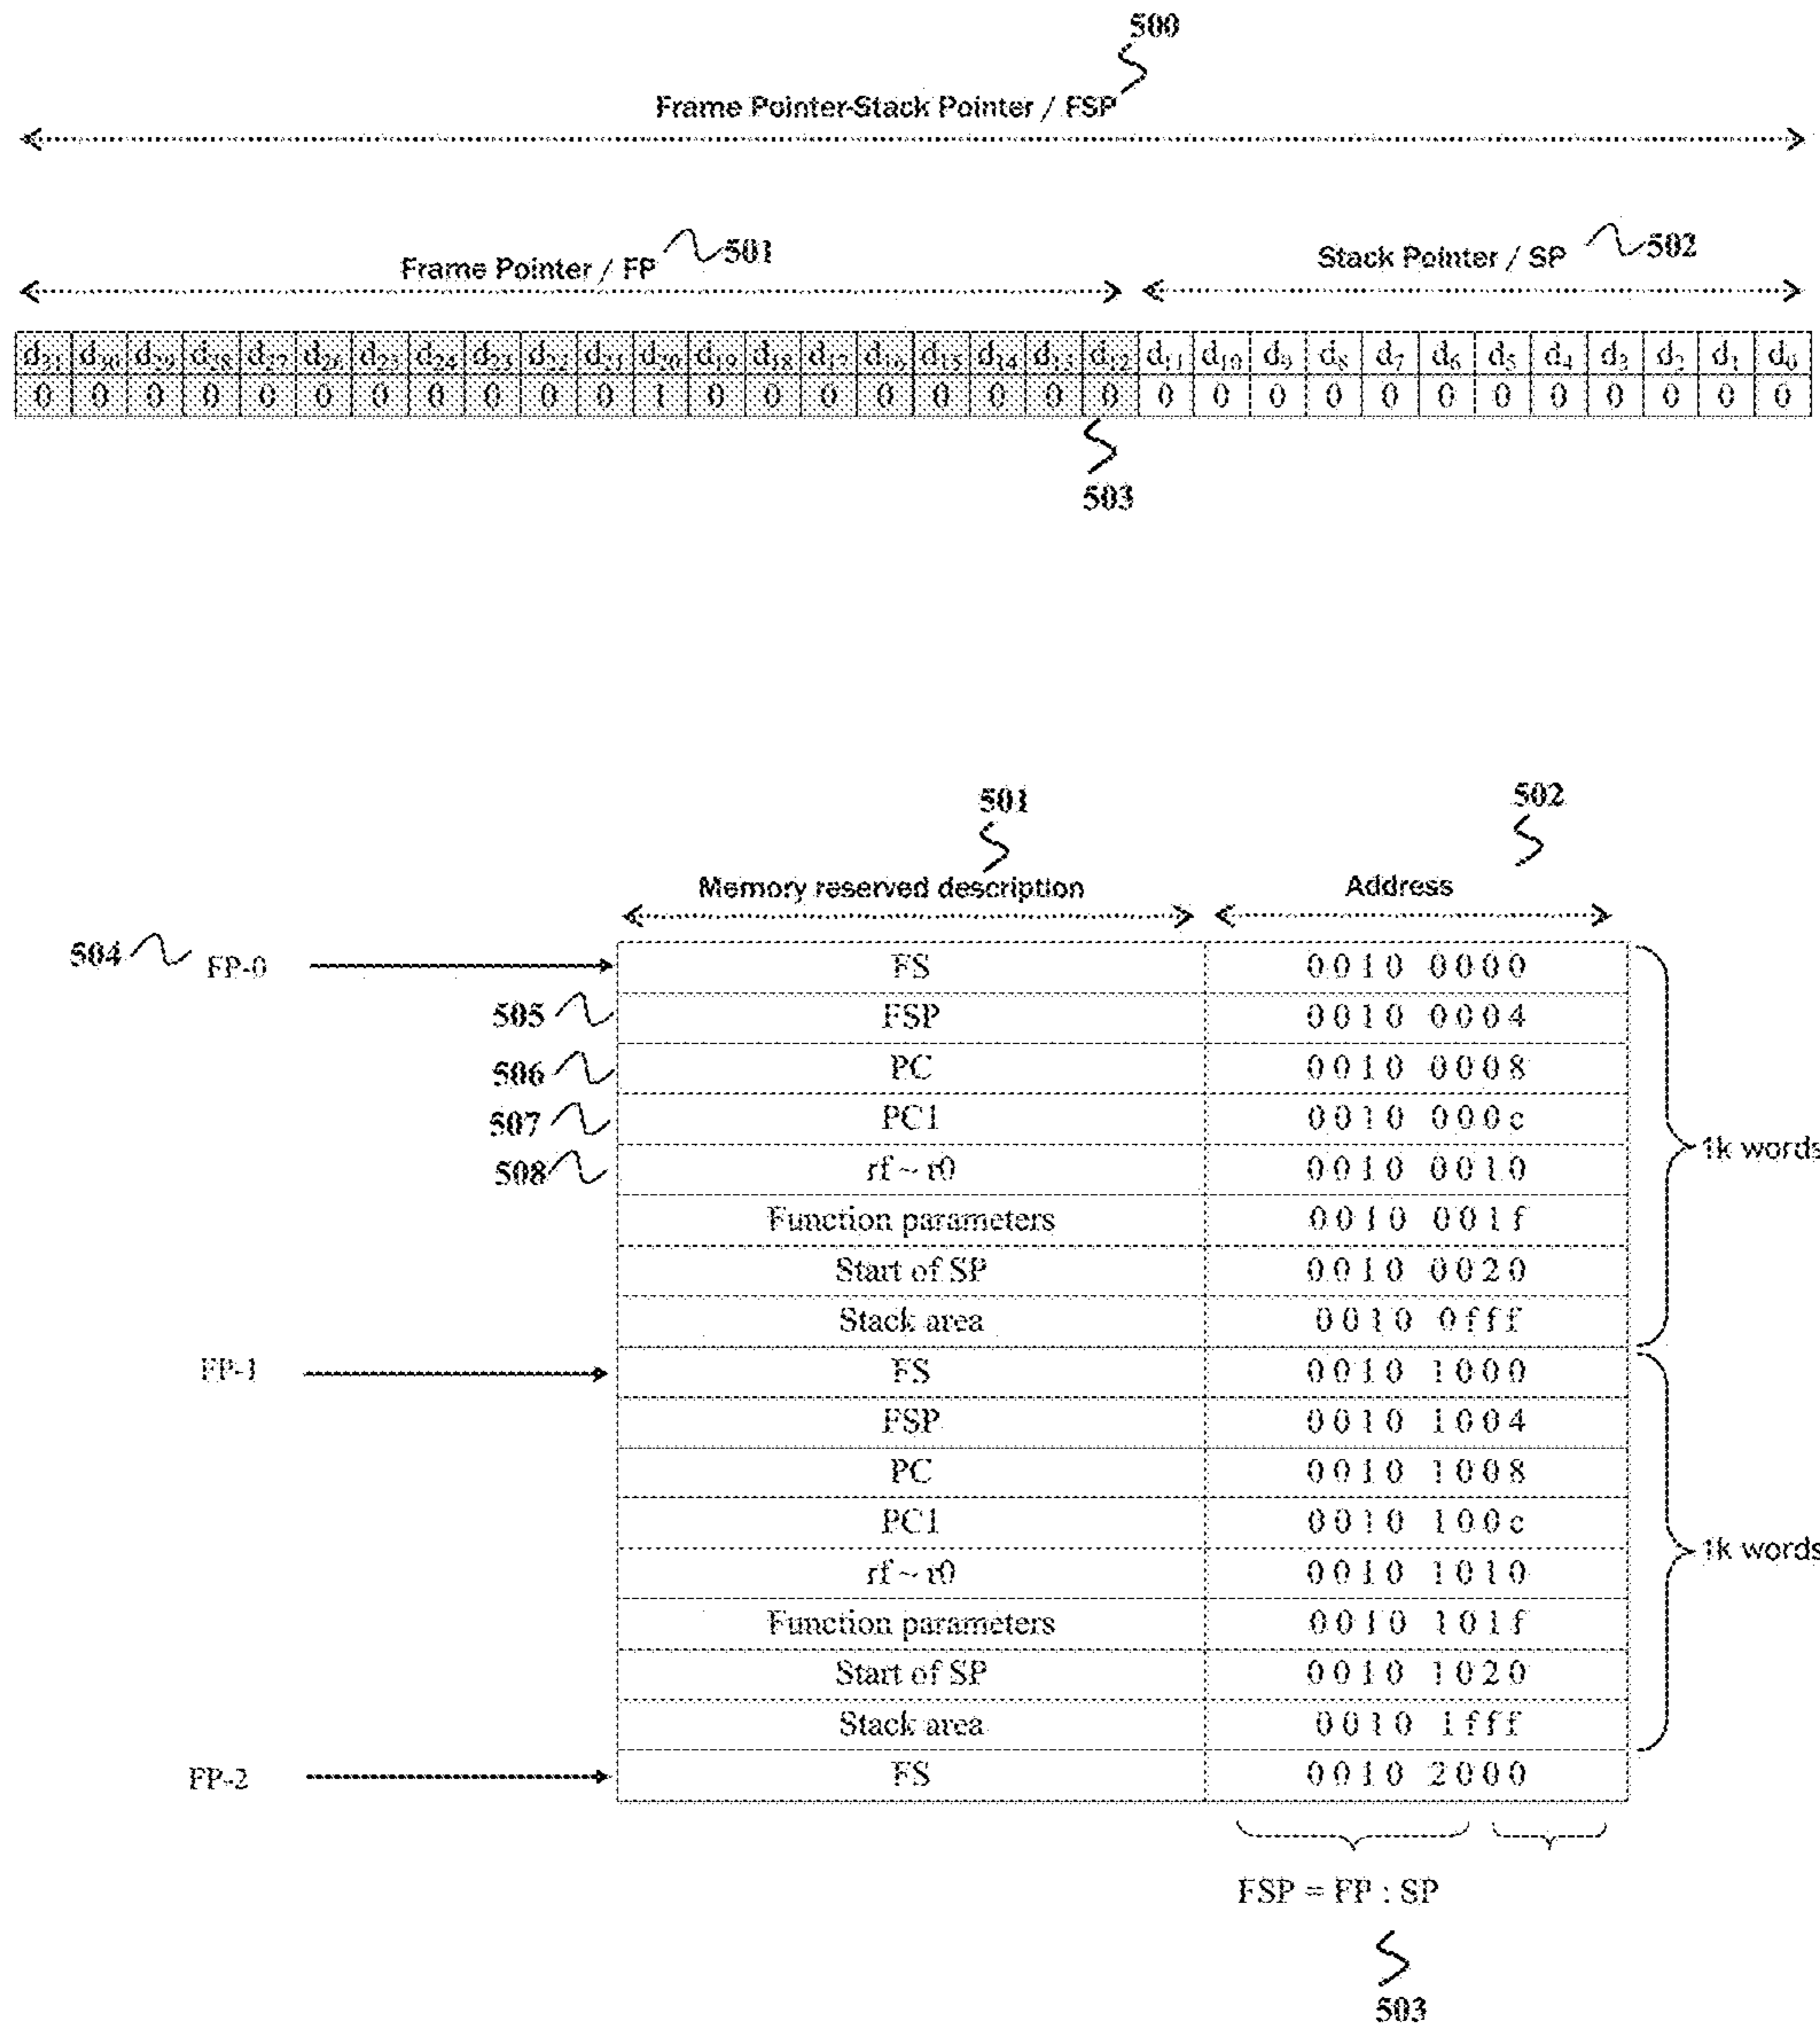 500
Frame Pointer-Stack Pointer / FSP
Frame Pointer / FP 501 Stack Pointer / SP 502
d31 d30 d29 d28 d27 d26 d25 d24 d23 d22 d21 d20 d19 d18 d17 d16 d15 d14 d13 d12 d11 d10 d9 d8 d7 d6 d5 d4 d3 d2 d1 d0
0 0 0 0 0 0 0 0 0 0 0 1 0 0 0 0 0 0 0 0 0 0 0 0 0 0 0 0 0 0 0 0
503
501 502
Memory reserved description Address
504 FP-0 FS 0010 0000
505 FSP 0010 0004
506 PC 0010 0008
507 PC1 0010 000c
1k words
508 rf ~ r0 0010 0010
Function parameters 0010 001f
Start of SP 0010 0020
Stack area 0010 0fff
FP-1 FS 0010 1000
FSP 0010 1004
PC 0010 1008
PC1 0010 100c
1k words
rf ~ r0 0010 1010
Function parameters 0010 101f
Start of SP 0010 1020
Stack area 0010 1fff
FP-2 FS 0010 2000
FSP = FP : SP
503